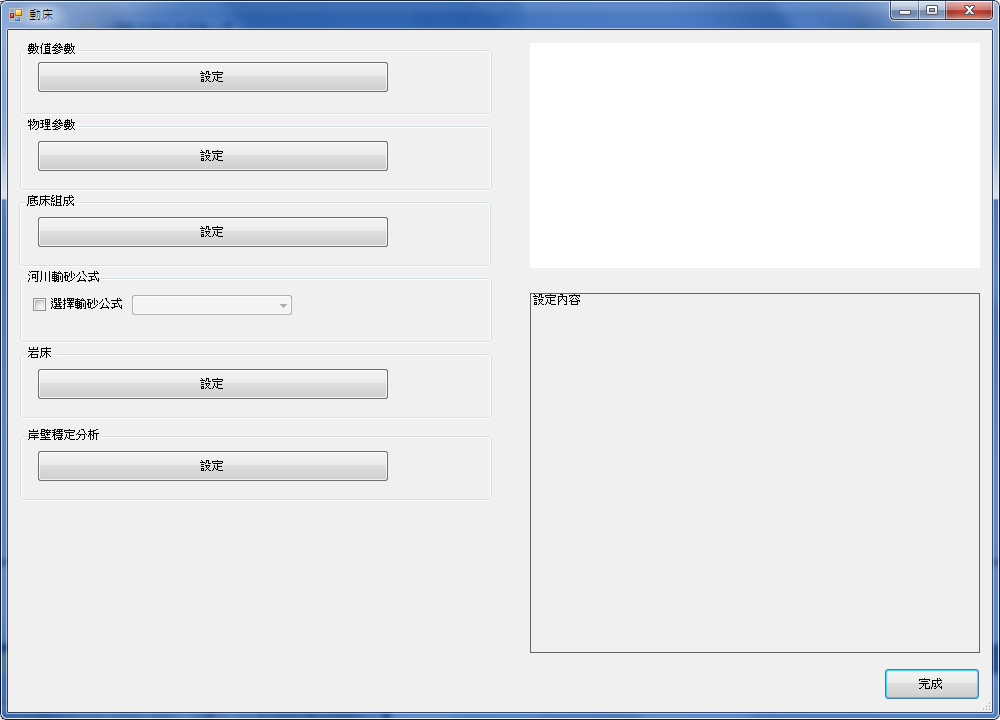 動床
數值參數
設定
物理參數
設定
底床組成
設定
河川輸砂公式
選擇輸砂公式
岩床
設定
岸壁穩定分析
設定
設定內容
完成